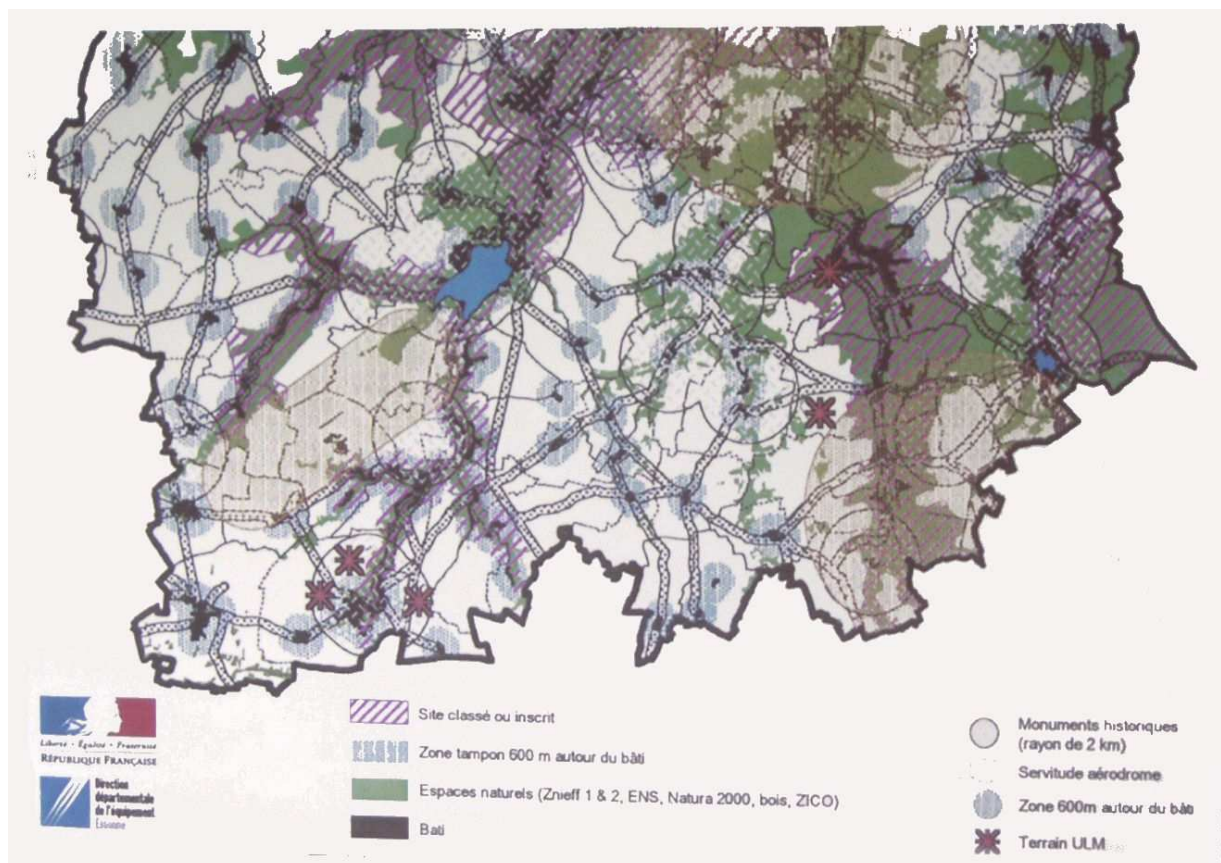 Liberté • Égalité • Fraternité
RÉPUBLIQUE FRANÇAISE
Direction
départementale
de l'équipement
Essonne
Site classé ou inscrit
Zone tampon 600 m autour du bâti
Espaces naturels (Znieff 1 & 2, ENS, Natura 2000, bois, ZICO)
Bati
Monuments historiques
(rayon de 2 km)
Servitude aérodrome
Zone 600m autour du bâti
Terrain ULM